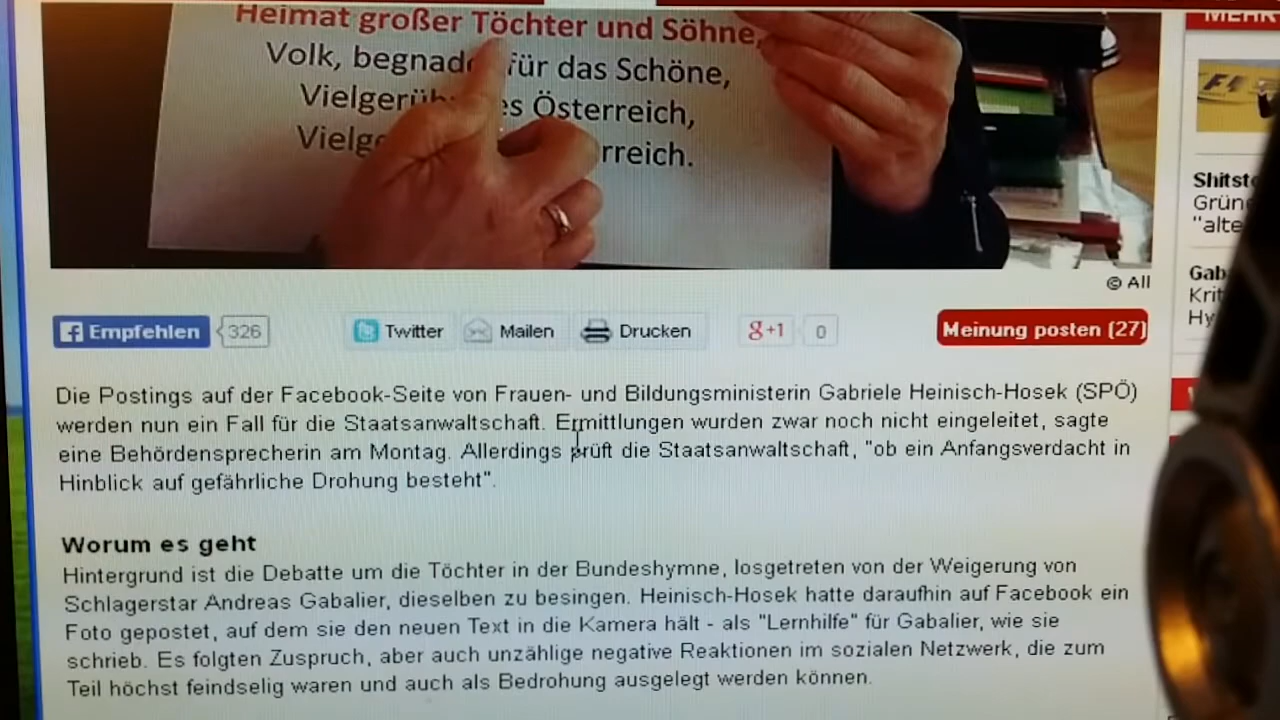 MEHR
Heimat großer Töchter und Söhne,
Volk, begnad für das Schöne,
Österreich,
rreich.
© All
Shitst
Grüne
"alte
Gab
Krit
Hy
Empfehlen 326 Twitter Mailen Drucken g+1 0 Meinung posten (27)
Die Postings auf der Facebook-Seite von Frauen- und Bildungsministerin Gabriele Heinisch-Hosek (SPÖ)
werden nun ein Fall für die Staatsanwaltschaft. Ermittlungen wurden zwar noch nicht eingeleitet, sagte
eine Behördensprecherin am Montag. Allerdings prüft die Staatsanwaltschaft, "ob ein Anfangsverdacht in
Hinblick auf gefährliche Drohung besteht".
Worum es geht
Hintergrund ist die Debatte um die Töchter in der Bundeshymne, losgetreten von der Weigerung von
Schlagerstar Andreas Gabalier, dieselben zu besingen. Heinisch-Hosek hatte daraufhin auf Facebook ein
Foto gepostet, auf dem sie den neuen Text in die Kamera hält - als "Lernhilfe" für Gabalier, wie sie
schrieb. Es folgten Zuspruch, aber auch unzählige negative Reaktionen im sozialen Netzwerk, die zum
Teil höchst feindselig waren und auch als Bedrohung ausgelegt werden können.